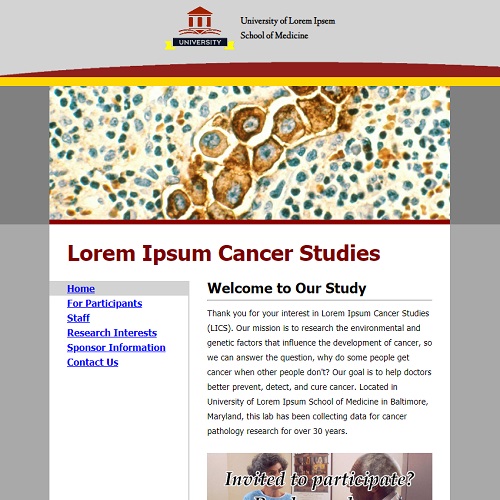 University of Lorem Ipsem
School of Medicine
UNIVERSITY
Lorem Ipsum Cancer Studies
Home
For Participants
Staff
Research Interests
Sponsor Information
Contact Us
Welcome to Our Study
Thank you for your interest in Lorem Ipsum Cancer Studies
(LICS). Our mission is to research the environmental and
genetic factors that influence the development of cancer, so
we can answer the question, why do some people get
cancer when other people don't? Our goal is to help doctors
better prevent, detect, and cure cancer. Located in
University of Lorem Ipsum School of Medicine in Baltimore,
Maryland, this lab has been collecting data for cancer
pathology research for over 30 years.
Invited to participate?